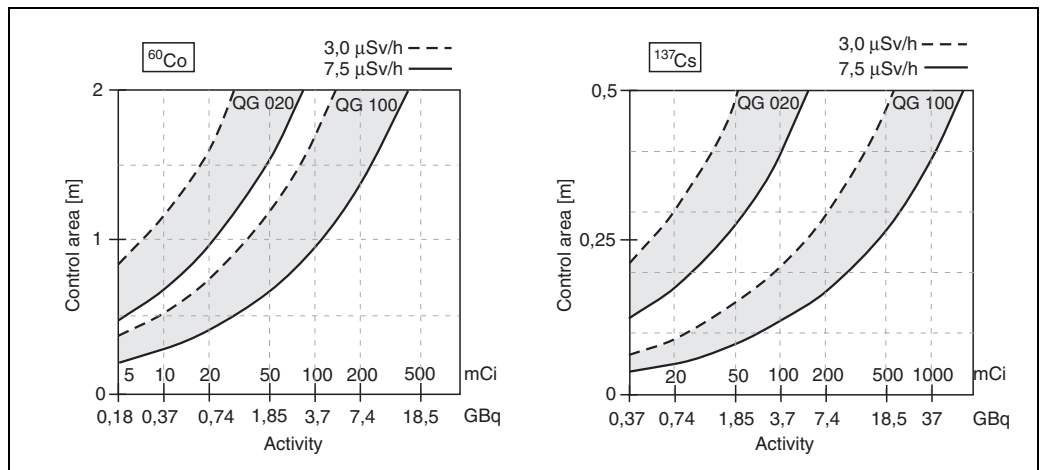 ⁶⁰Co
3,0 μSv/h
7,5 μSv/h
2
QG 020
QG 100
Control area [m]
1
5 10 20 50 100 200 500 mCi
0
0,18 0,37 0,74 1,85 3,7 7,4 18,5 GBq
Activity
¹³⁷Cs
3,0 μSv/h
7,5 μSv/h
0,5
QG 020
QG 100
Control area [m]
0,25
20 50 100 200 500 1000 mCi
0
0,37 0,74 1,85 3,7 7,4 18,5 37 GBq
Activity